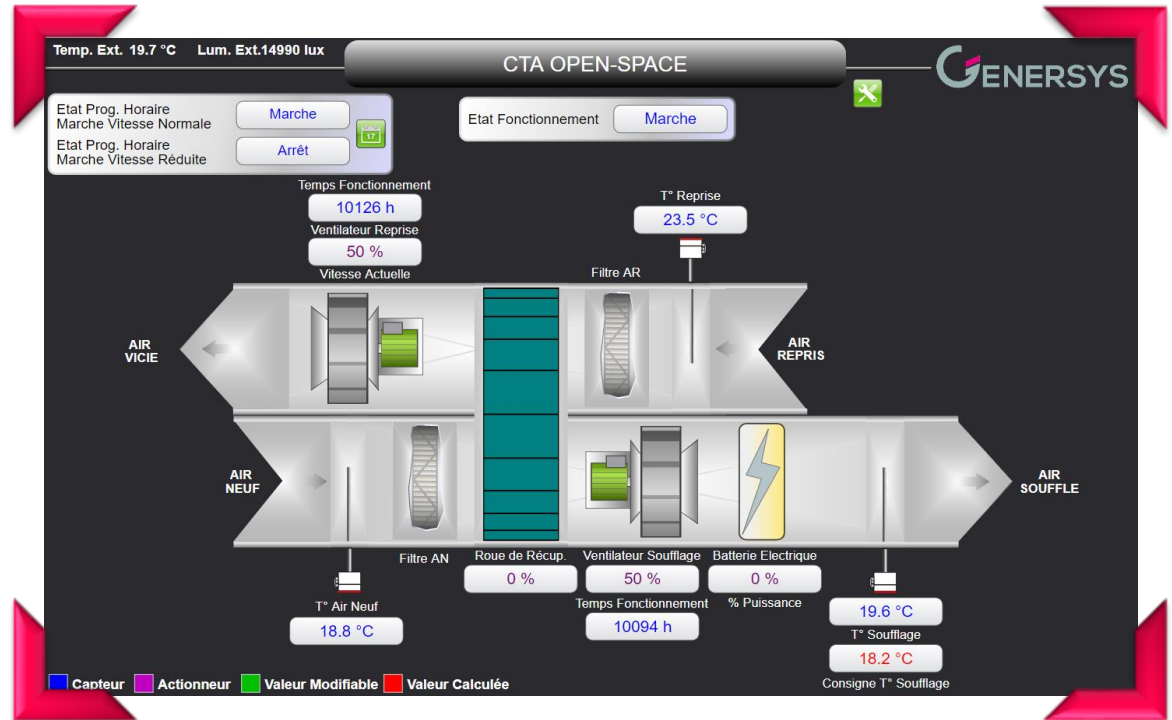 Temp. Ext. 19.7 °C Lum. Ext.14990 lux
CTA OPEN-SPACE
GENERSYS
Etat Prog. Horaire
Marche Vitesse Normale
Marche
17
Etat Prog. Horaire
Marche Vitesse Réduite
Arrêt
Etat Fonctionnement
Marche
Temps Fonctionnement
10126 h
Ventilateur Reprise
50 %
Vitesse Actuelle
T° Reprise
23.5 °C
Filtre AR
AIR
VICIE
AIR
REPRIS
AIR
NEUF
AIR
SOUFFLE
Filtre AN
Roue de Récup.
0 %
Ventilateur Soufflage
50 %
Temps Fonctionnement
10094 h
Batterie Electrique
0 %
% Puissance
T° Air Neuf
18.8 °C
19.6 °C
T° Soufflage
18.2 °C
Consigne T° Soufflage
Capteur Actionneur Valeur Modifiable Valeur Calculée